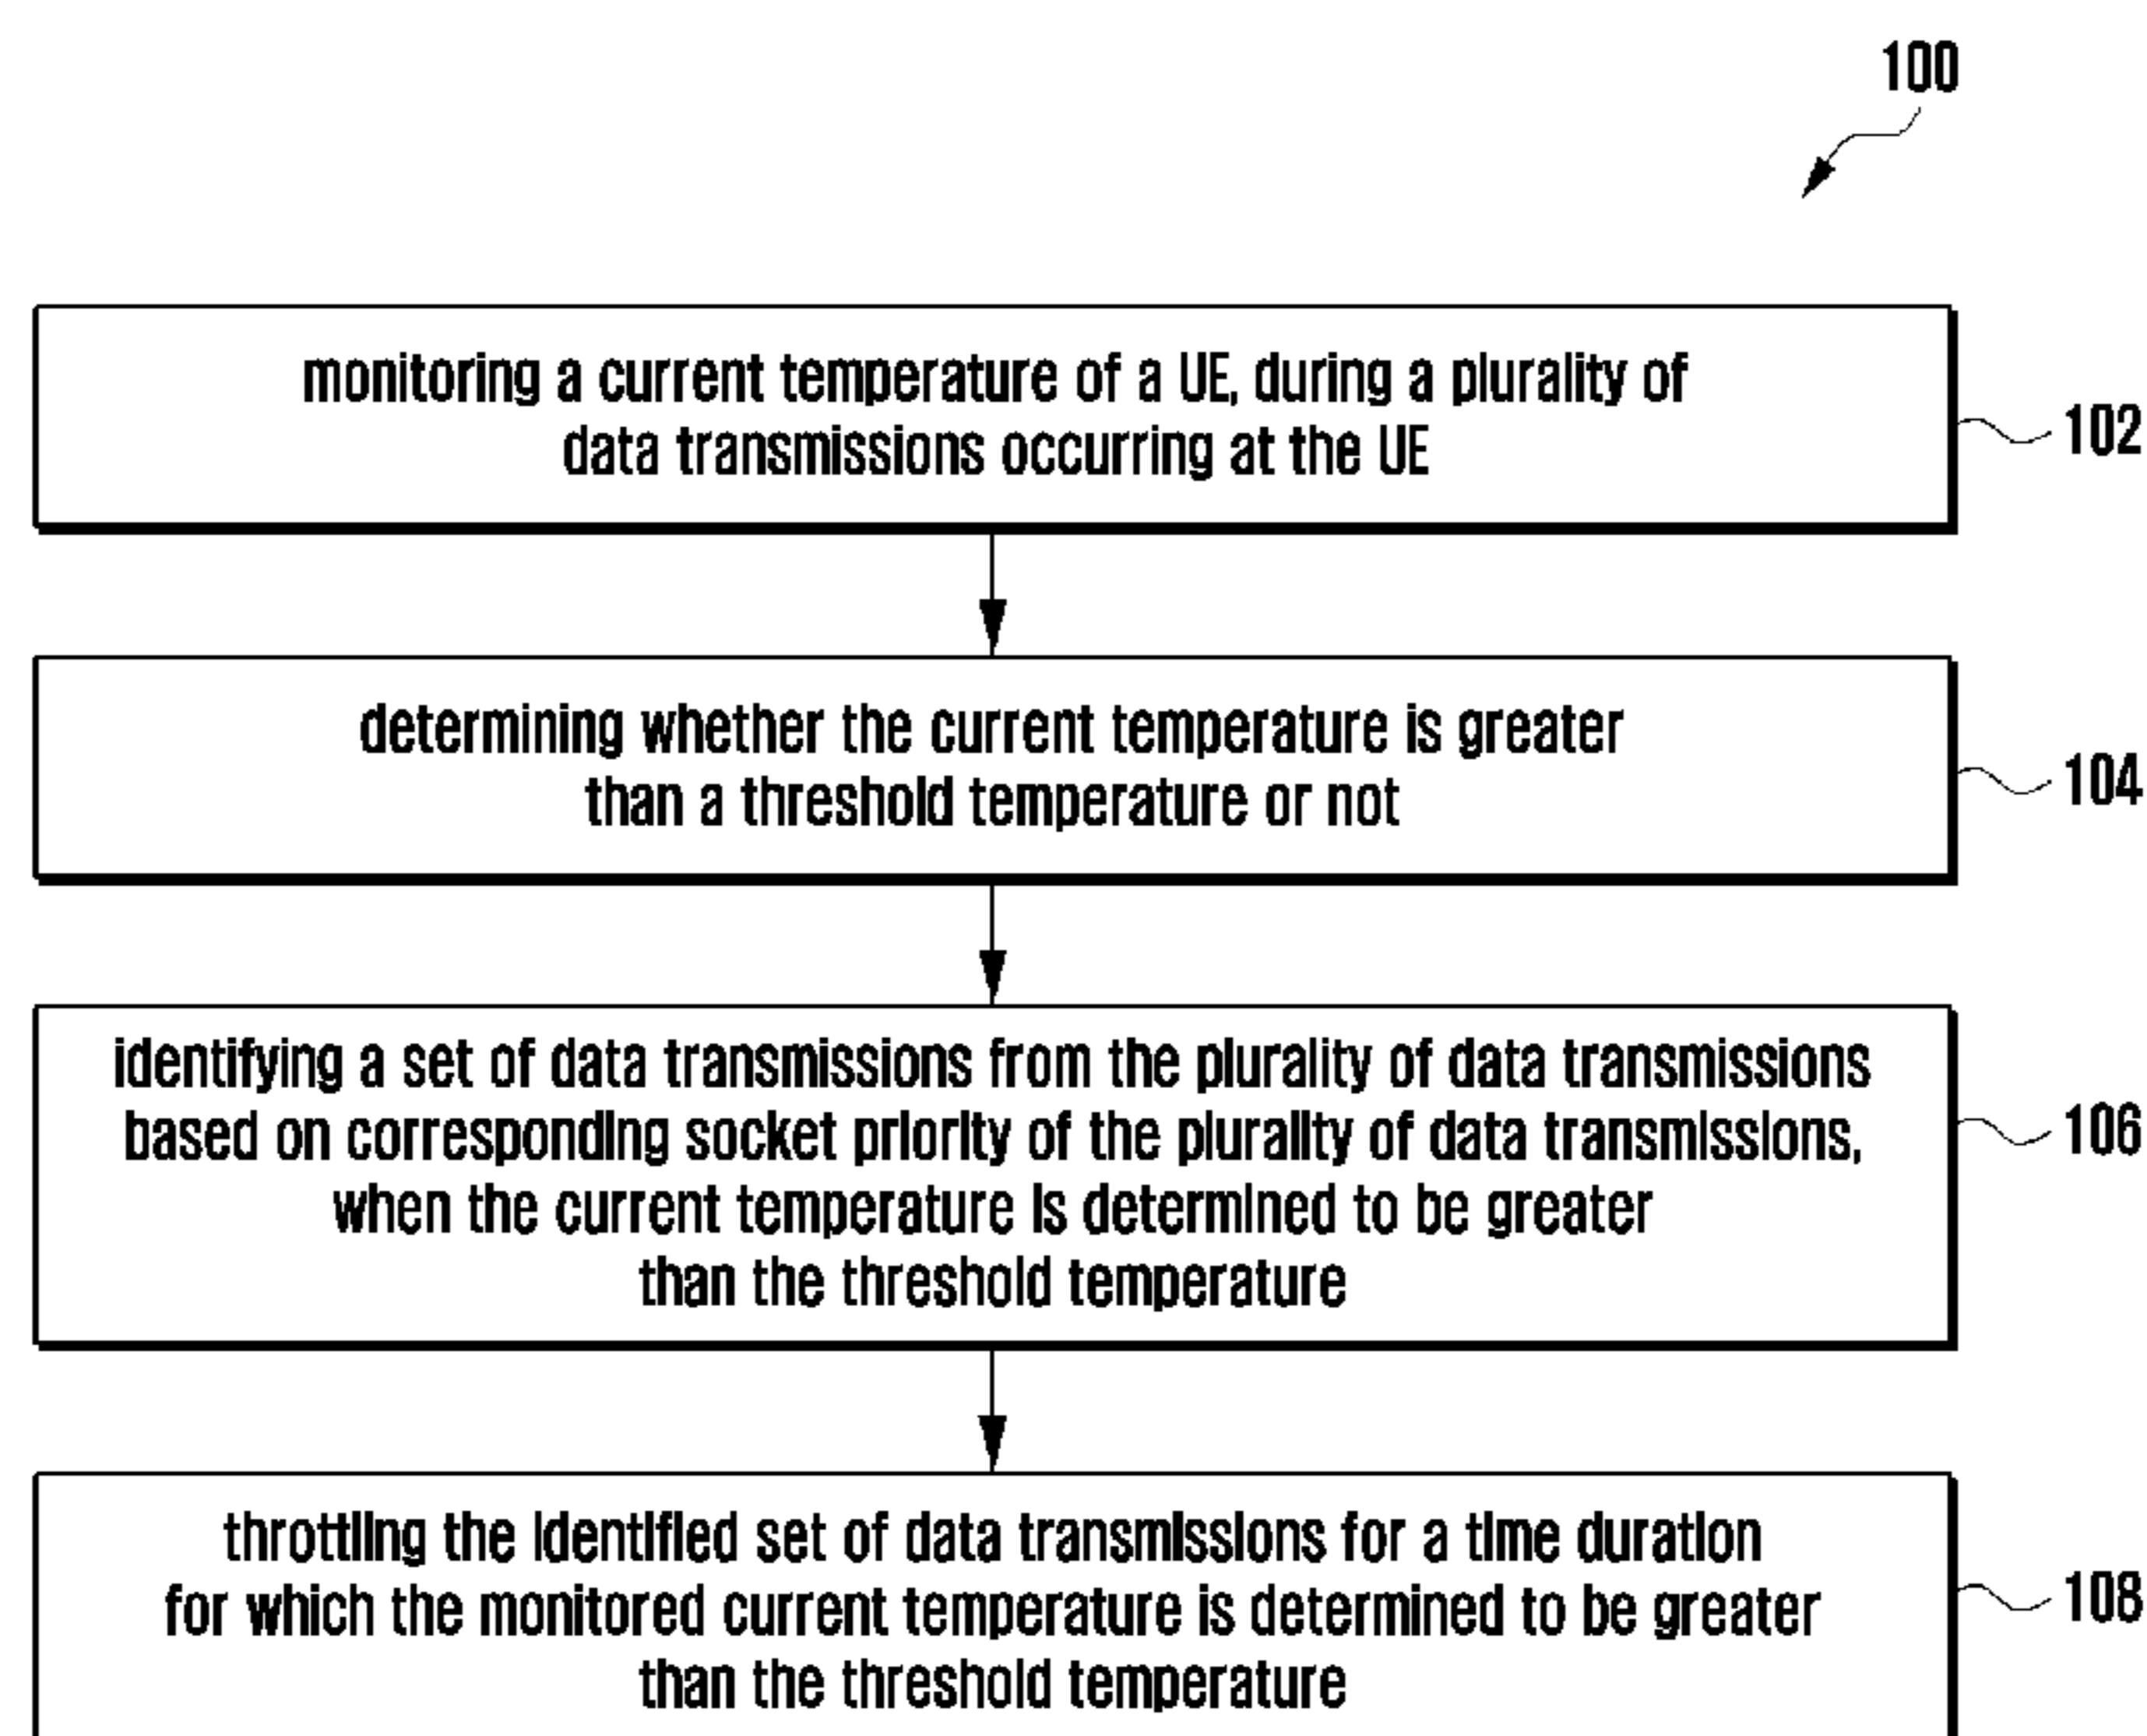 100
monitoring a current temperature of a UE, during a plurality of
data transmissions occurring at the UE
102
determining whether the current temperature is greater
than a threshold temperature or not
104
identifying a set of data transmissions from the plurality of data transmissions
based on corresponding socket priority of the plurality of data transmissions,
when the current temperature is determined to be greater
than the threshold temperature
106
throttling the identified set of data transmissions for a time duration
for which the monitored current temperature is determined to be greater
than the threshold temperature
108